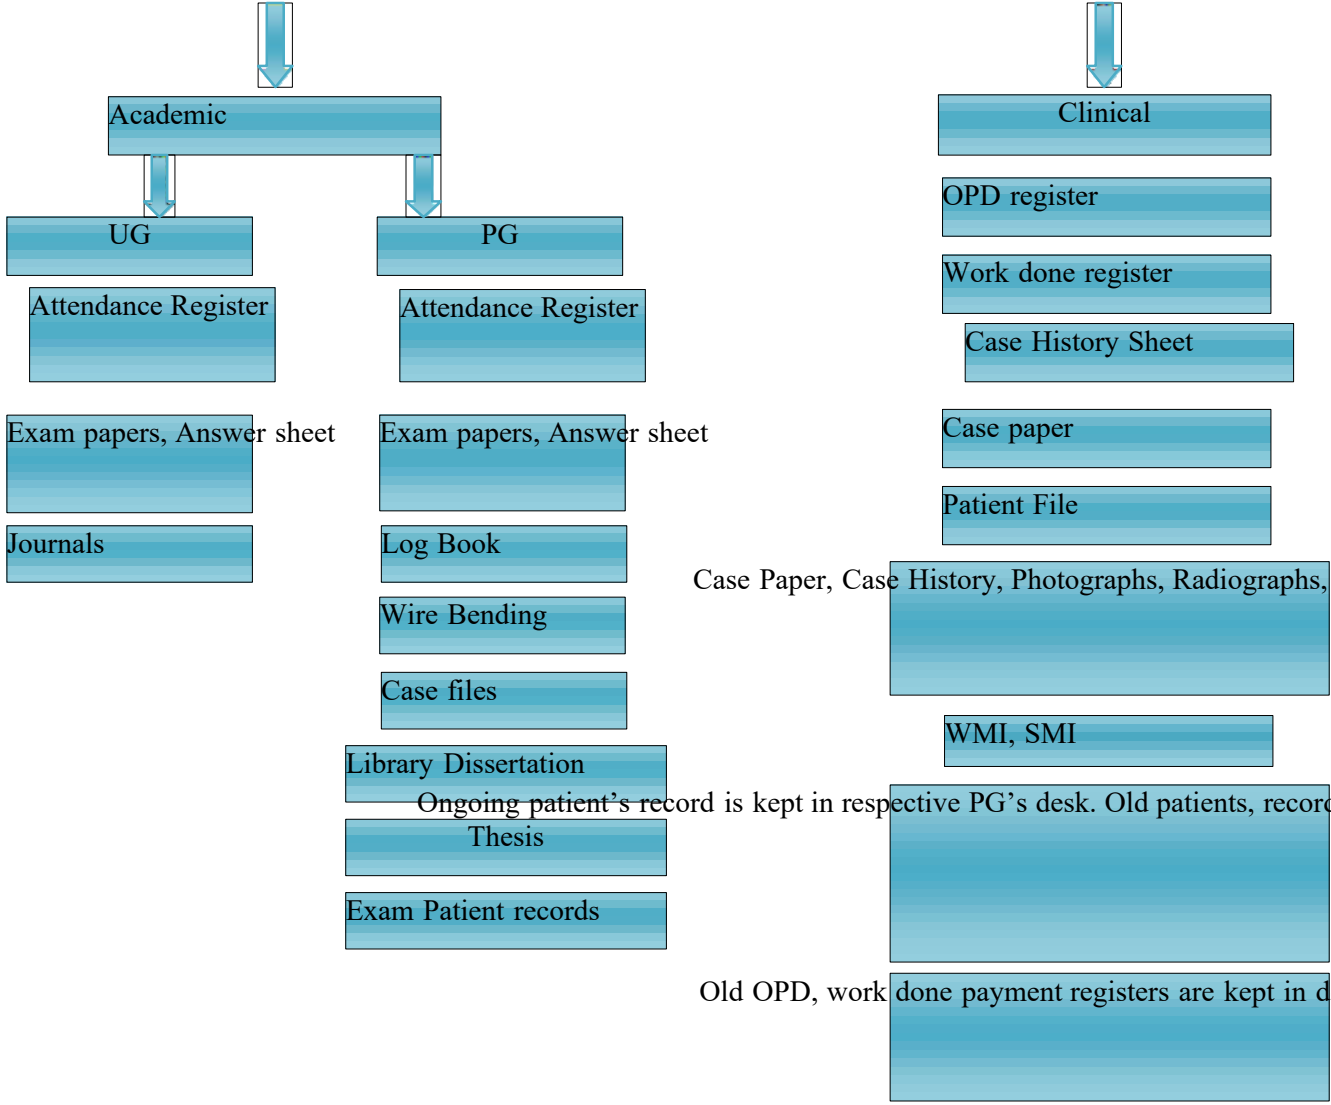 Academic
UG
Attendance Register
Exam papers, Answer sheet
Journals
PG
Attendance Register
Exam papers, Answer sheet
Log Book
Wire Bending
Case files
Library Dissertation
Thesis
Exam Patient records
Clinical
OPD register
Work done register
Case History Sheet
Case paper
Patient File
Case Paper, Case History, Photographs, Radiographs,
WMI, SMI
Ongoing patient’s record is kept in respective PG’s desk. Old patients, record
Old OPD, work done payment registers are kept in